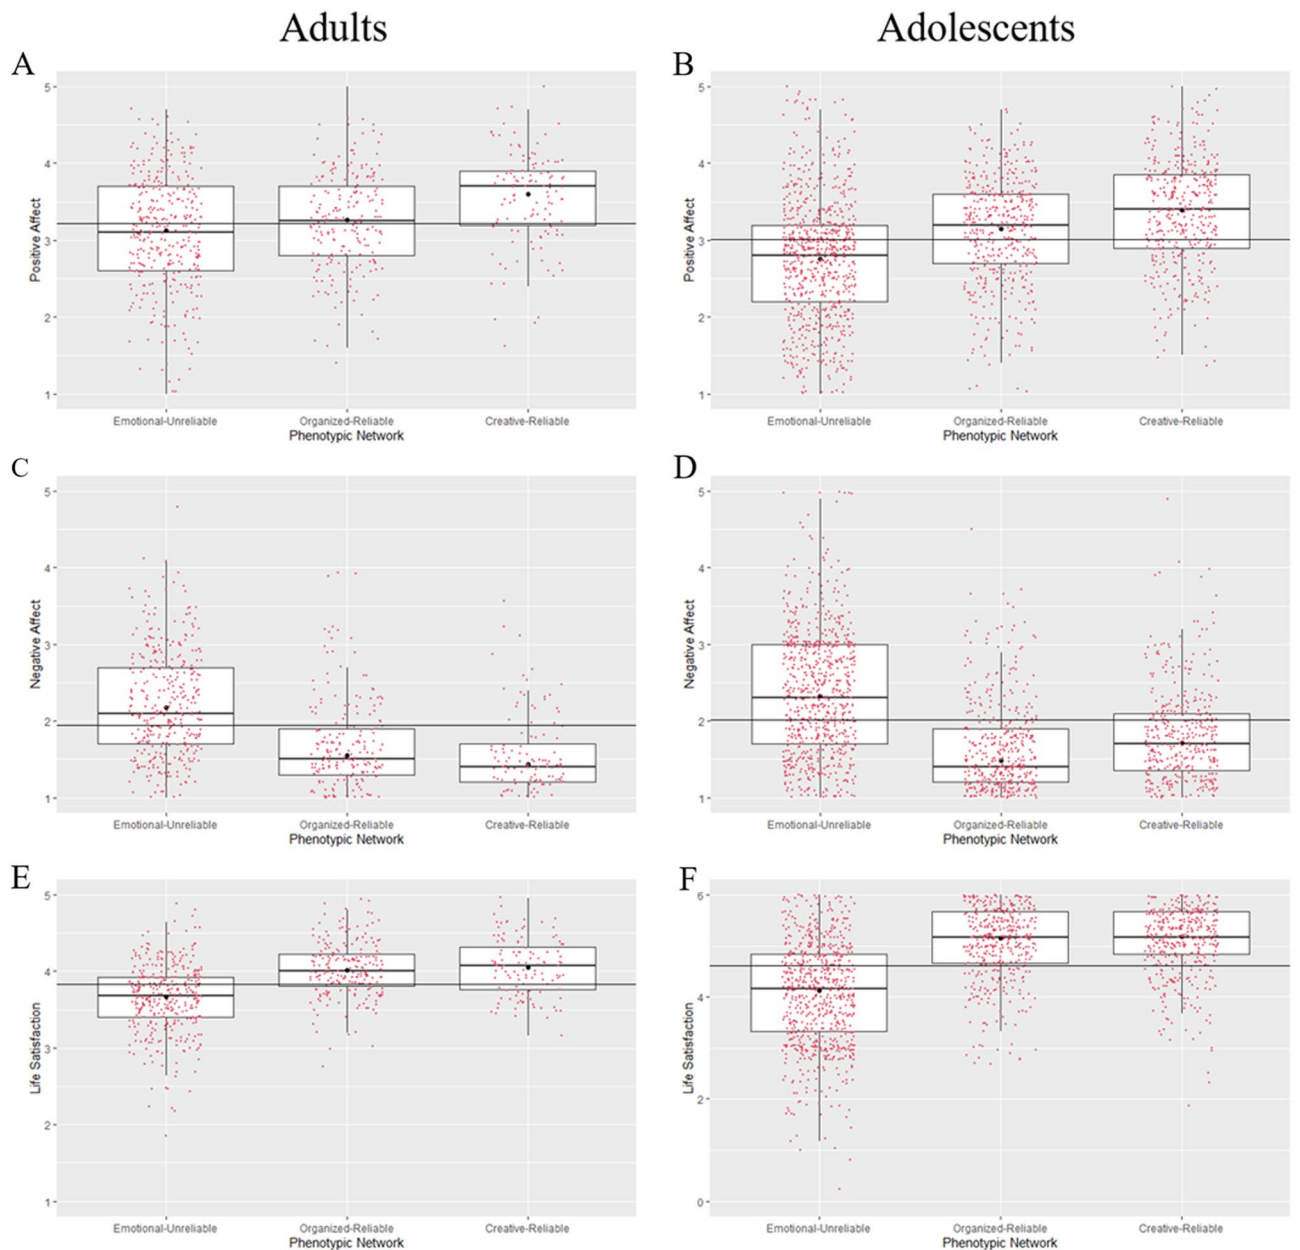 Adults
Adolescents
A
5
4
3
2
1
Positive Affect
Emotional-Unreliable
Organized-Reliable
Creative-Reliable
Phenotypic Network
B
5
4
3
2
1
Positive Affect
Emotional-Unreliable
Organized-Reliable
Creative-Reliable
Phenotypic Network
C
5
4
3
2
1
Negative Affect
Emotional-Unreliable
Organized-Reliable
Creative-Reliable
Phenotypic Network
D
5
4
3
2
1
Negative Affect
Emotional-Unreliable
Organized-Reliable
Creative-Reliable
Phenotypic Network
E
5
4
3
2
1
Life Satisfaction
Emotional-Unreliable
Organized-Reliable
Creative-Reliable
Phenotypic Network
F
6
4
2
0
Life Satisfaction
Emotional-Unreliable
Organized-Reliable
Creative-Reliable
Phenotypic Network